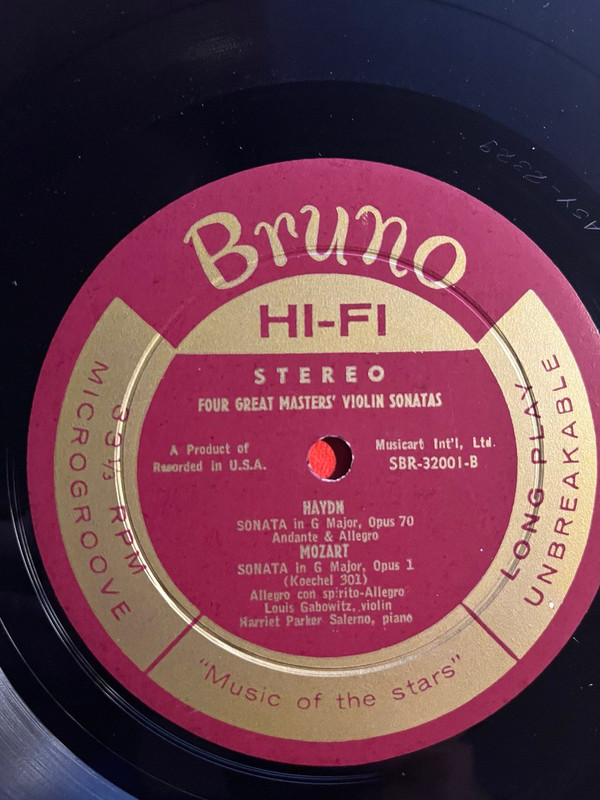 Bruno
HI-FI
STEREO
FOUR GREAT MASTERS' VIOLIN SONATAS
A Product of
Recorded in U.S.A.
Musicart Int'l, Ltd.
SBR-32001-B
HAYDN
SONATA in G Major, Opus 70
Andante & Allegro
MOZART
SONATA in G Major, Opus 1
(Koechel 301)
Allegro con spirito-Allegro
Louis Gabowitz, violin
Harriet Parker Salerno, piano
33 1/3 RPM
MICROGROOVE
LONG PLAY
UNBREAKABLE
"Music of the stars"
ASY-2329